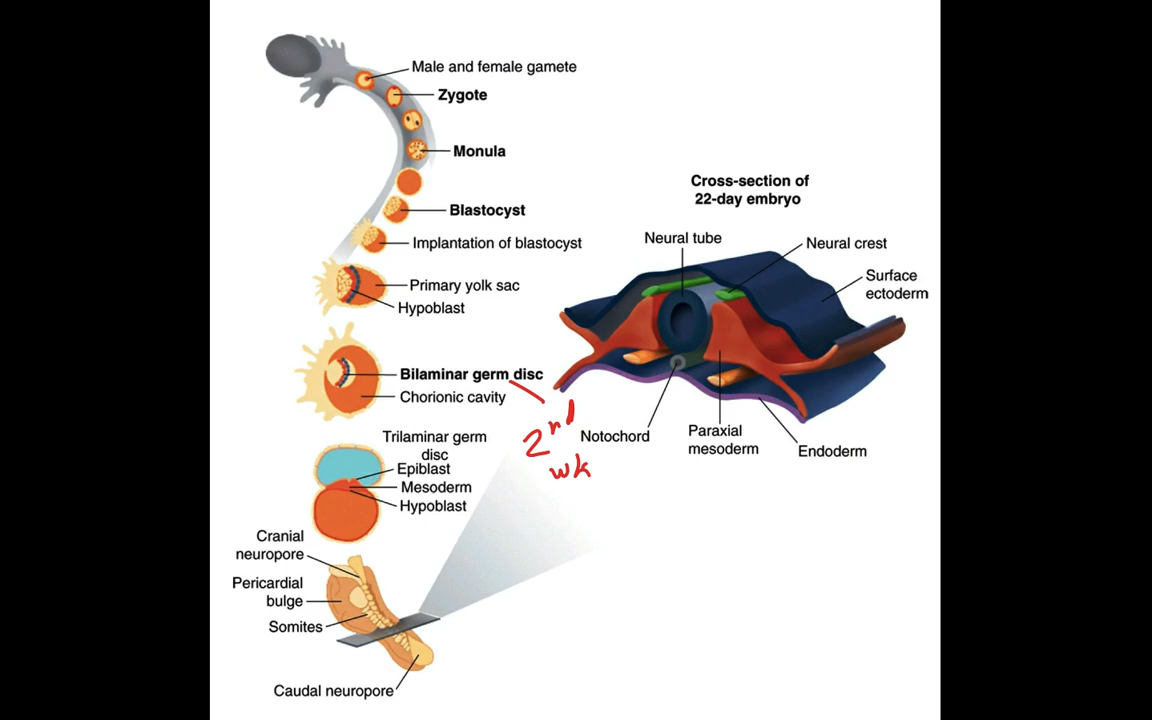 Male and female gamete
Zygote
Monula
Blastocyst
Implantation of blastocyst
Primary yolk sac
Hypoblast
Bilaminar germ disc
Chorionic cavity
2nd
wk
Trilaminar germ
disc
Epiblast
Mesoderm
Hypoblast
Cranial
neuropore
Pericardial
bulge
Somites
Caudal neuropore
Cross-section of
22-day embryo
Neural tube
Neural crest
Surface
ectoderm
Notochord
Paraxial
mesoderm
Endoderm